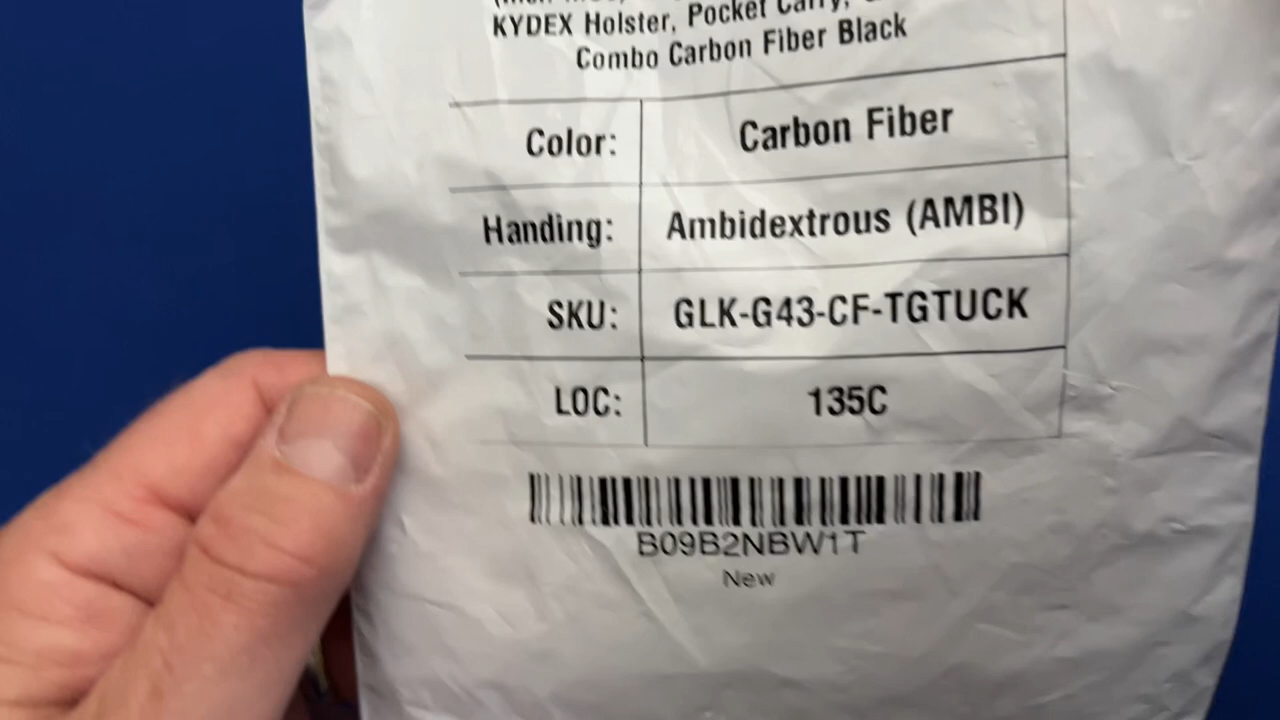 KYDEX Holster, Pocket Carry,
Combo Carbon Fiber Black
Color: Carbon Fiber
Handing: Ambidextrous (AMBI)
SKU: GLK-G43-CF-TGTUCK
LOC: 135C
B09B2NBW1T
New